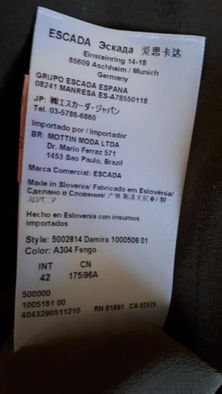 ESCADA Эскада 爱思卡达
Einsteinring 14-18
85609 Aschheim / Munich
Germany
GRUPO ESCADA ESPANA
08241 MANRESA ES-A78550118
JP: ㈱エスカーダ・ジャパン
Tel. 03-5786-6860
Importado por / Importador
BR: MOTTIN MODA LTDA
Dr. Mario Ferraz 571
1453 Sao Paulo, Brazil
Marca Comercial: ESCADA
Made in Slovenia/ Fabricado em Eslovénia/
Сделано в Словения/
Hecho en Eslovenia con insumos
importados
Style: 5002814 Damira 1000506 01
Color: A304 Fango
INT CN
42 175/96A
500000
1005161 00 RN 61891 CA 02575
4043290511210